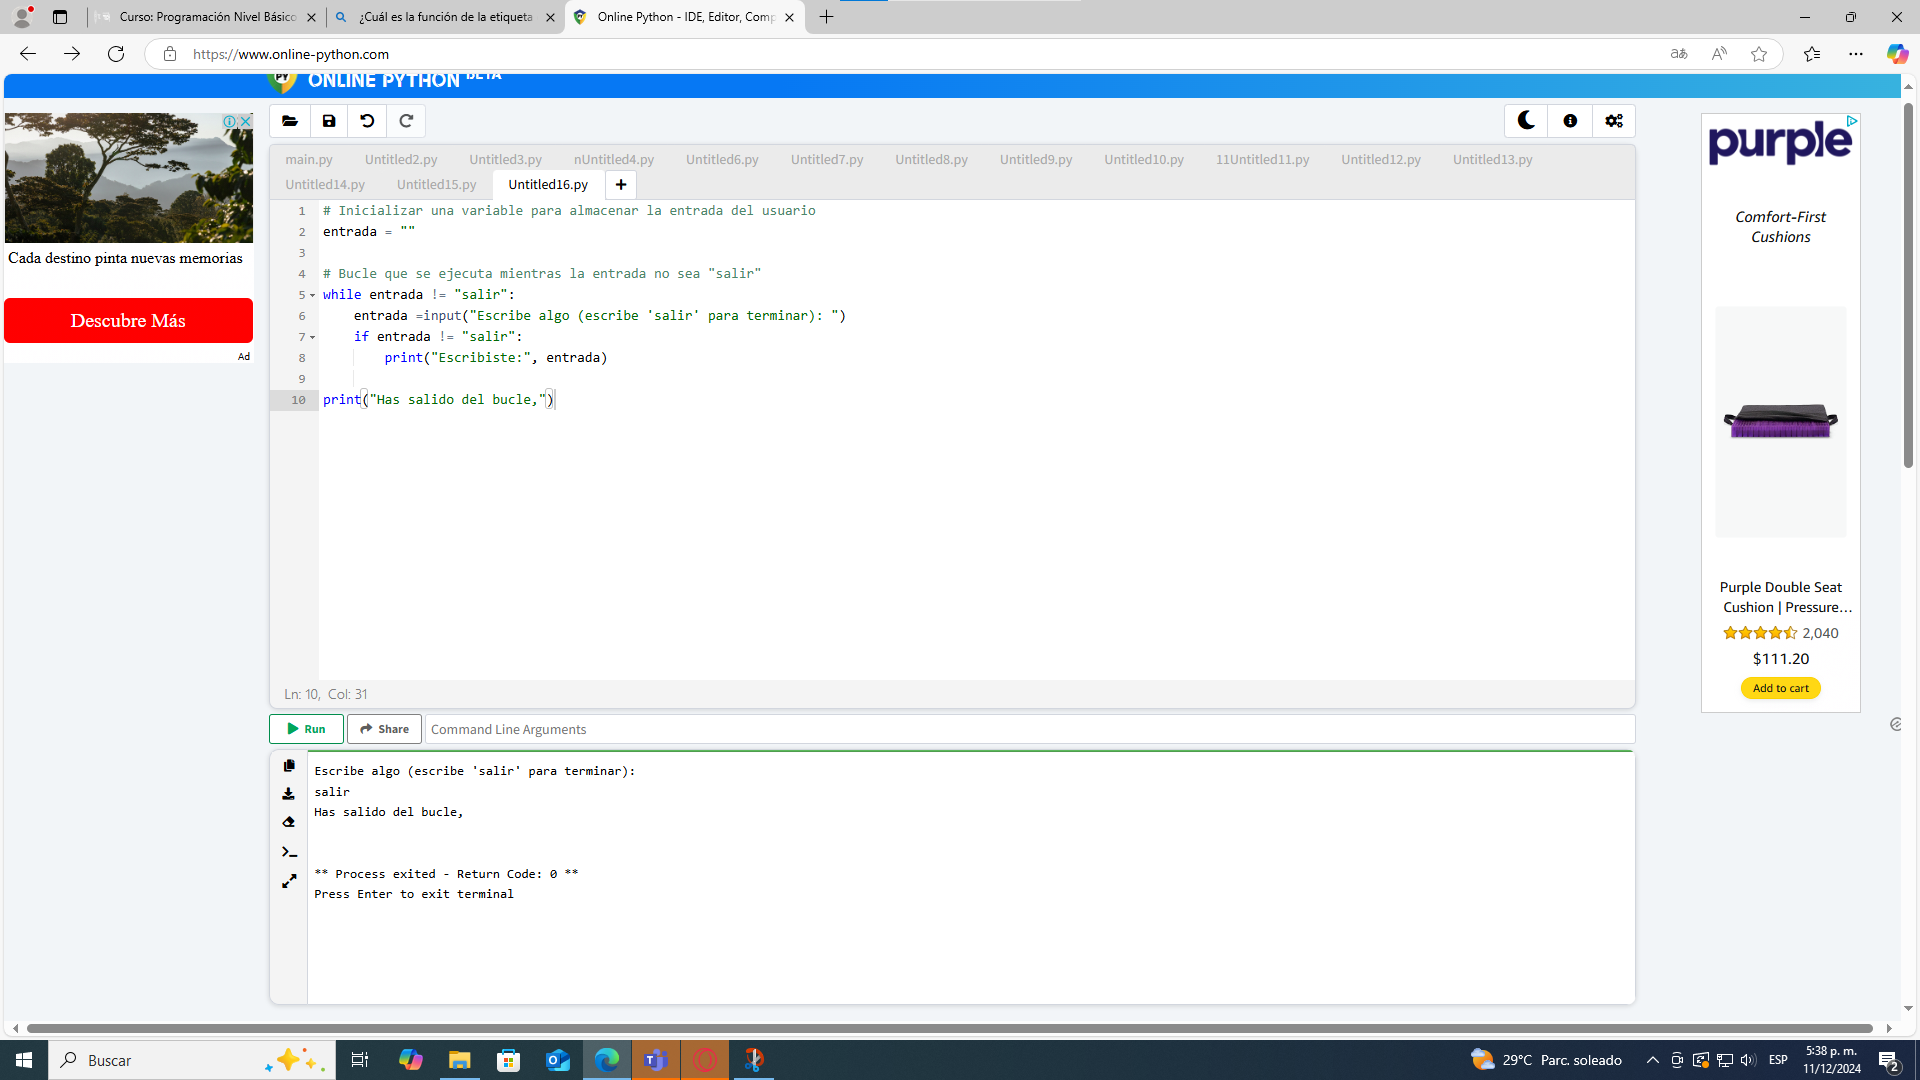 Curso: Programación Nivel Básico
¿Cuál es la función de la etiqueta
Online Python - IDE, Editor, Comp
https://www.online-python.com
PY ONLINE PYTHON BETA
main.py Untitled2.py Untitled3.py nUntitled4.py Untitled6.py Untitled7.py Untitled8.py Untitled9.py Untitled10.py 11Untitled11.py Untitled12.py Untitled13.py
Untitled14.py Untitled15.py Untitled16.py +
1 # Inicializar una variable para almacenar la entrada del usuario
2 entrada = ""
3
4 # Bucle que se ejecuta mientras la entrada no sea "salir"
5 while entrada != "salir":
6     entrada =input("Escribe algo (escribe 'salir' para terminar): ")
7     if entrada != "salir":
8         print("Escribiste:", entrada)
9
10 print("Has salido del bucle,")
Ln: 10, Col: 31
Run Share Command Line Arguments
Escribe algo (escribe 'salir' para terminar):
salir
Has salido del bucle,
** Process exited - Return Code: 0 **
Press Enter to exit terminal
Cada destino pinta nuevas memorias
Descubre Más
Ad
purple
Comfort-First
Cushions
Purple Double Seat
Cushion | Pressure...
2,040
$111.20
Add to cart
Buscar
29°C Parc. soleado
ESP
5:38 p. m.
11/12/2024
2